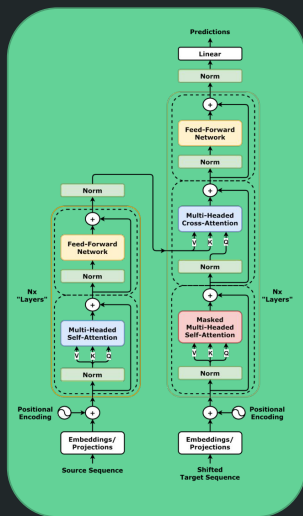 Predictions
Linear
Norm
Feed-Forward
Network
Norm
Multi-Headed
Cross-Attention
V K Q
Norm
Masked
Multi-Headed
Self-Attention
V K Q
Norm
Nx
"Layers"
Positional
Encoding
Embeddings/
Projections
Shifted
Target Sequence
Norm
Feed-Forward
Network
Norm
Multi-Headed
Self-Attention
V K Q
Norm
Nx
"Layers"
Positional
Encoding
Embeddings/
Projections
Source Sequence